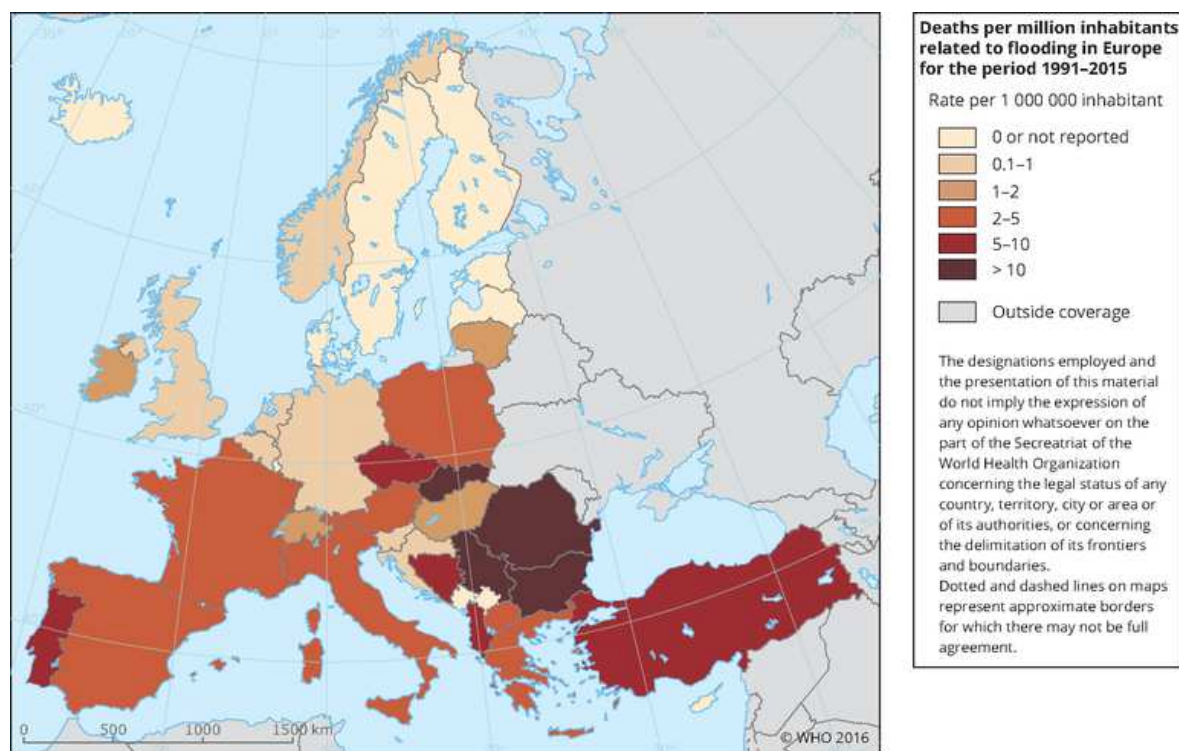 Deaths per million inhabitants
related to flooding in Europe
for the period 1991–2015
Rate per 1 000 000 inhabitant
0 or not reported
0.1–1
1–2
2–5
5–10
> 10
Outside coverage
The designations employed and
the presentation of this material
do not imply the expression of
any opinion whatsoever on the
part of the Secreatriat of the
World Health Organization
concerning the legal status of any
country, territory, city or area or
of its authorities, or concerning
the delimitation of its frontiers
and boundaries.
Dotted and dashed lines on maps
represent approximate borders
for which there may not be full
agreement.
0 500 1000 1500 km
© WHO 2016